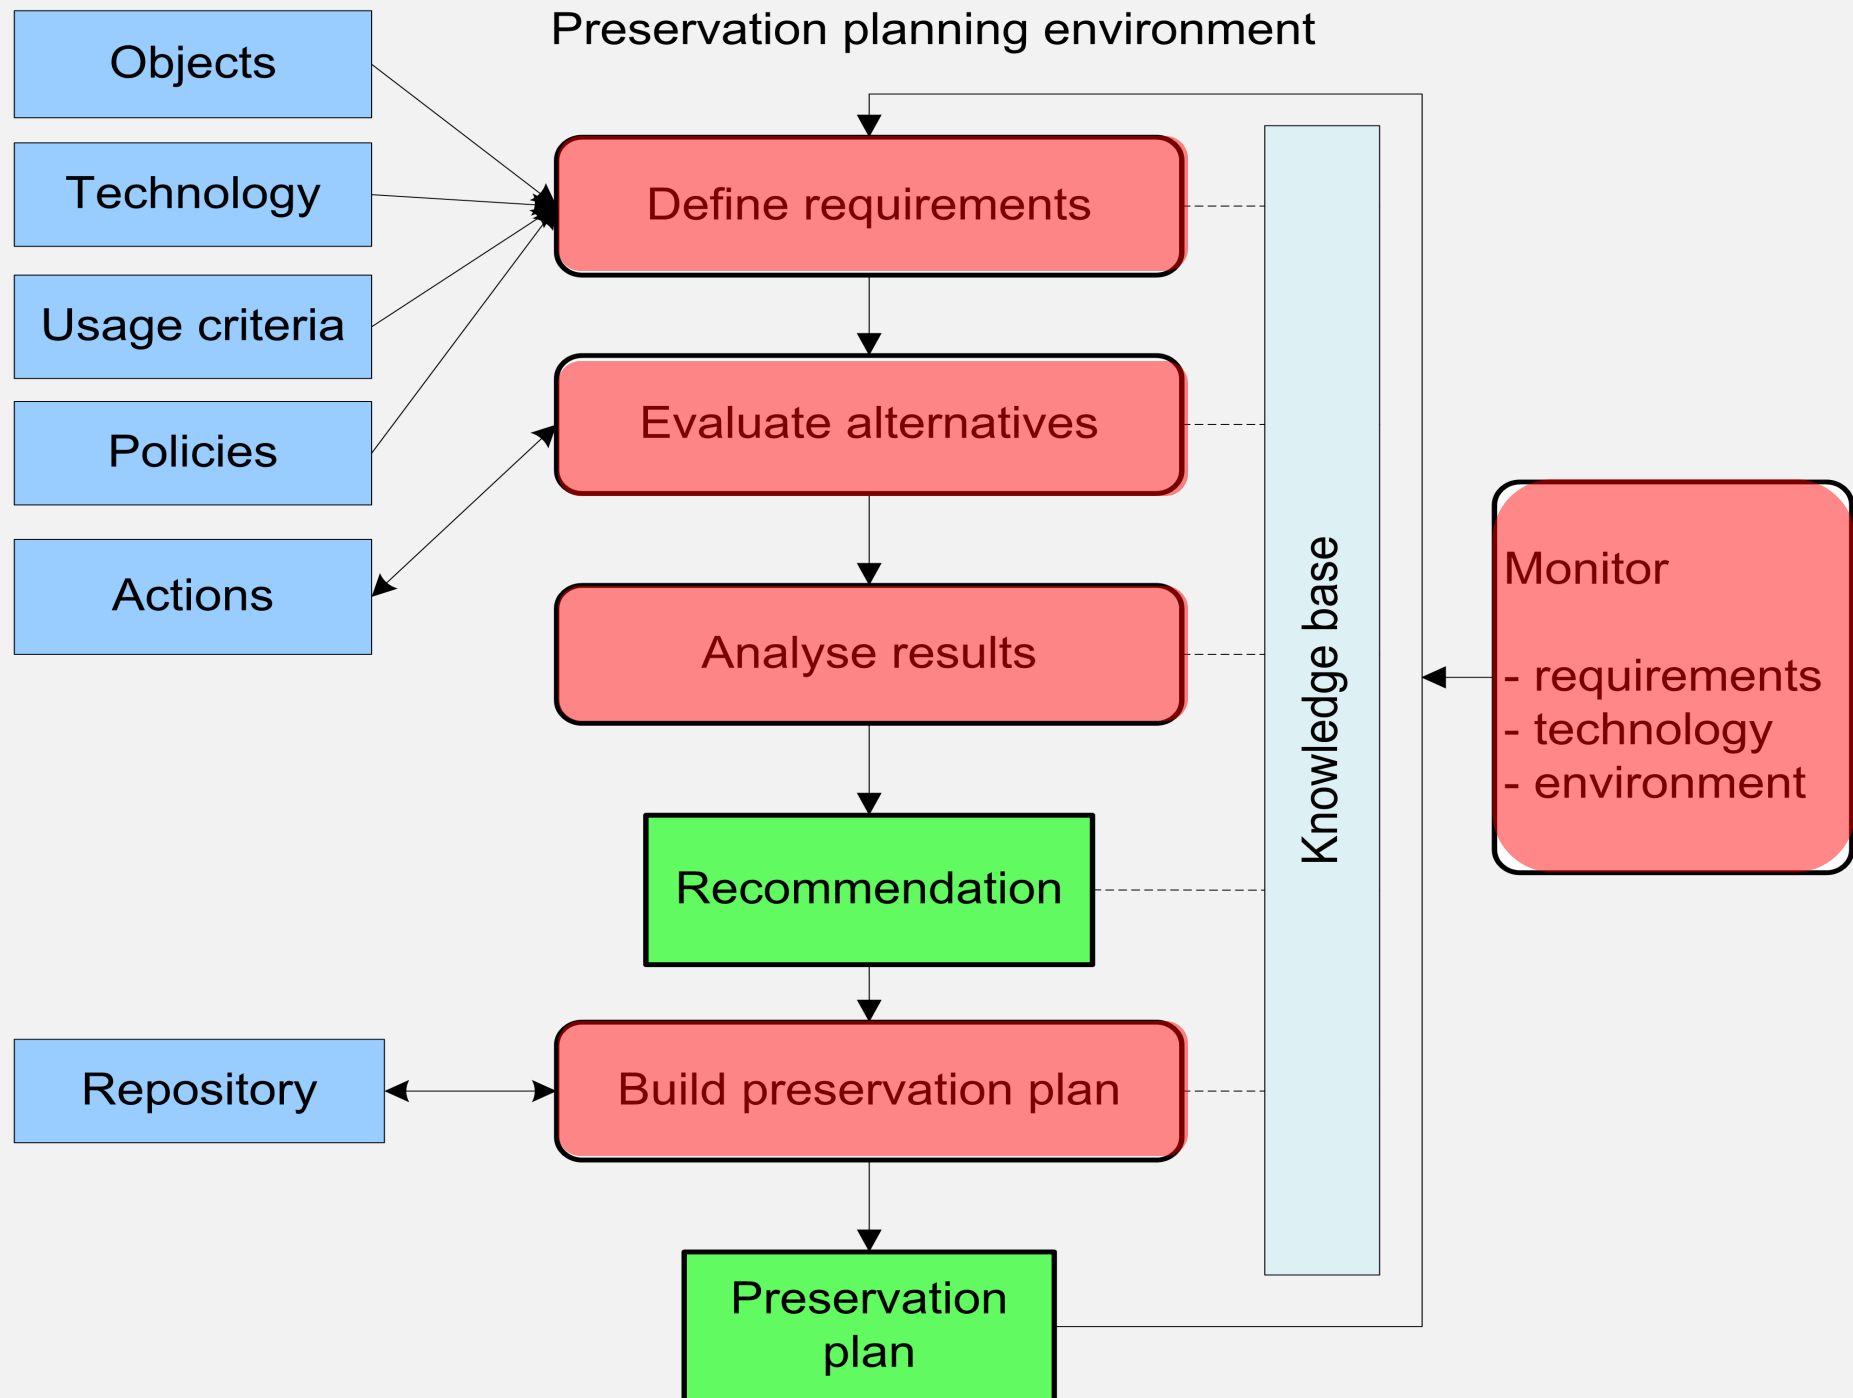 Preservation planning environment
Objects
Technology
Usage criteria
Policies
Actions
Repository
Define requirements
Evaluate alternatives
Analyse results
Recommendation
Build preservation plan
Preservation
plan
Knowledge base
Monitor
- requirements
- technology
- environment